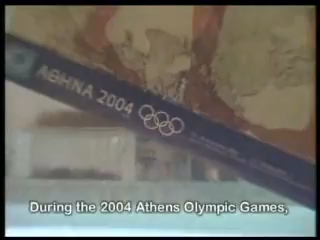 ΑΘΗΝΑ 2004
During the 2004 Athens Olympic Games,